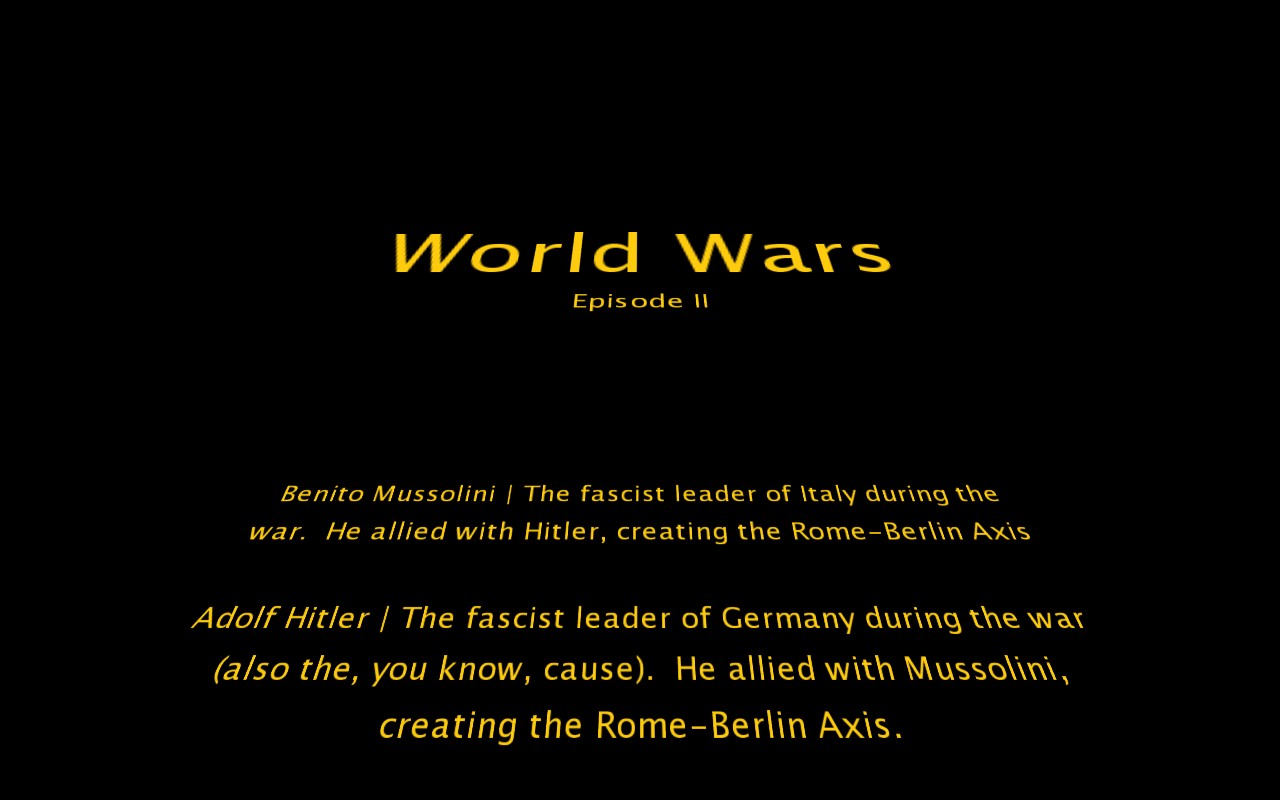 World Wars
Episode II
Benito Mussolini | The fascist leader of Italy during the
war.  He allied with Hitler, creating the Rome-Berlin Axis
Adolf Hitler | The fascist leader of Germany during the war
(also the, you know, cause).  He allied with Mussolini,
creating the Rome-Berlin Axis.